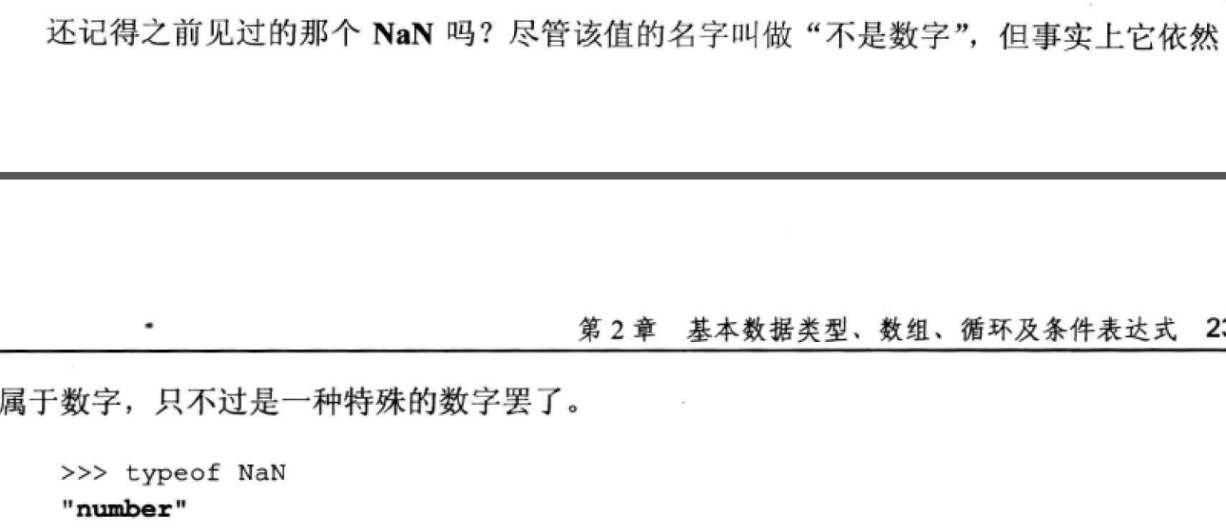 还记得之前见过的那个 NaN 吗？尽管该值的名字叫做“不是数字”，但事实上它依然
第 2 章 基本数据类型、数组、循环及条件表达式
属于数字，只不过是一种特殊的数字罢了。
>>> typeof NaN
"number"